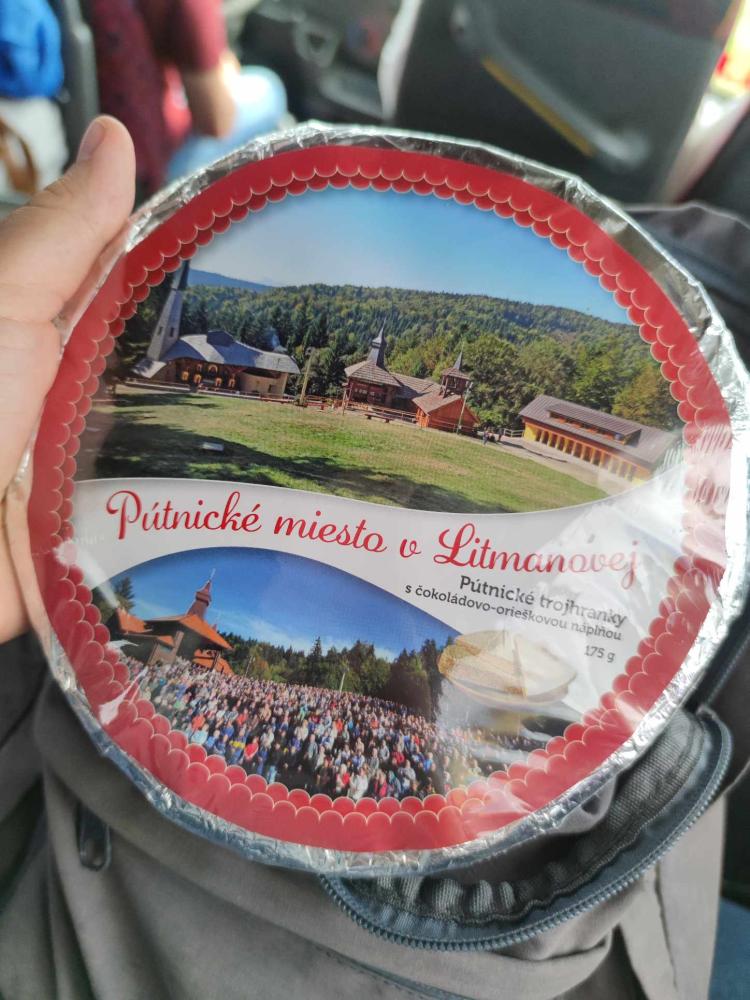 Pútnické miesto v Litmanovej
Pútnické trojhranky
s čokoládovo-orieškovou náplňou
175 g